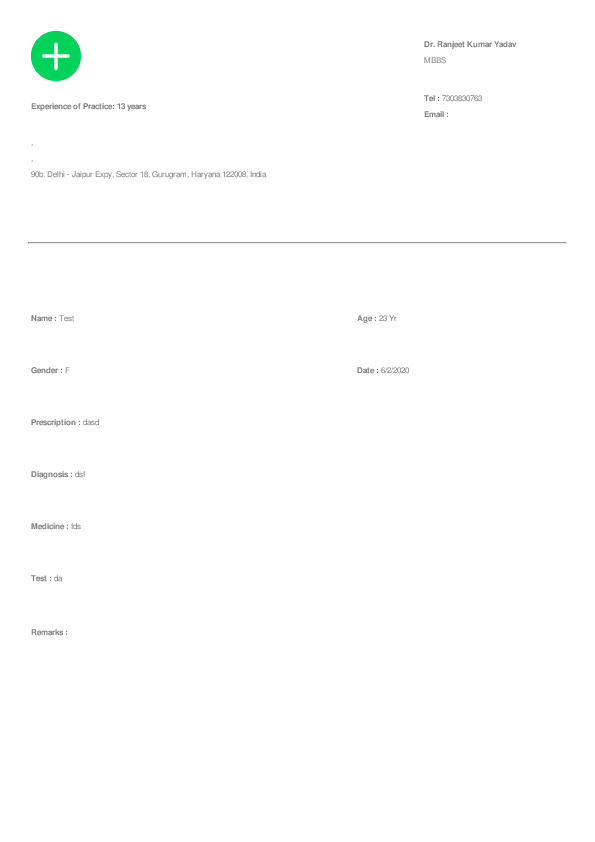 Dr. Ranjeet Kumar Yadav
MBBS
Tel : 7303830763
Email :
Experience of Practice: 13 years
,
,
90b, Delhi - Jaipur Expy, Sector 18, Gurugram, Haryana 122008, India
Name : Test
Age : 23 Yr
Gender : F
Date : 6/2/2020
Prescription : dasd
Diagnosis : dsf
Medicine : fds
Test : da
Remarks :